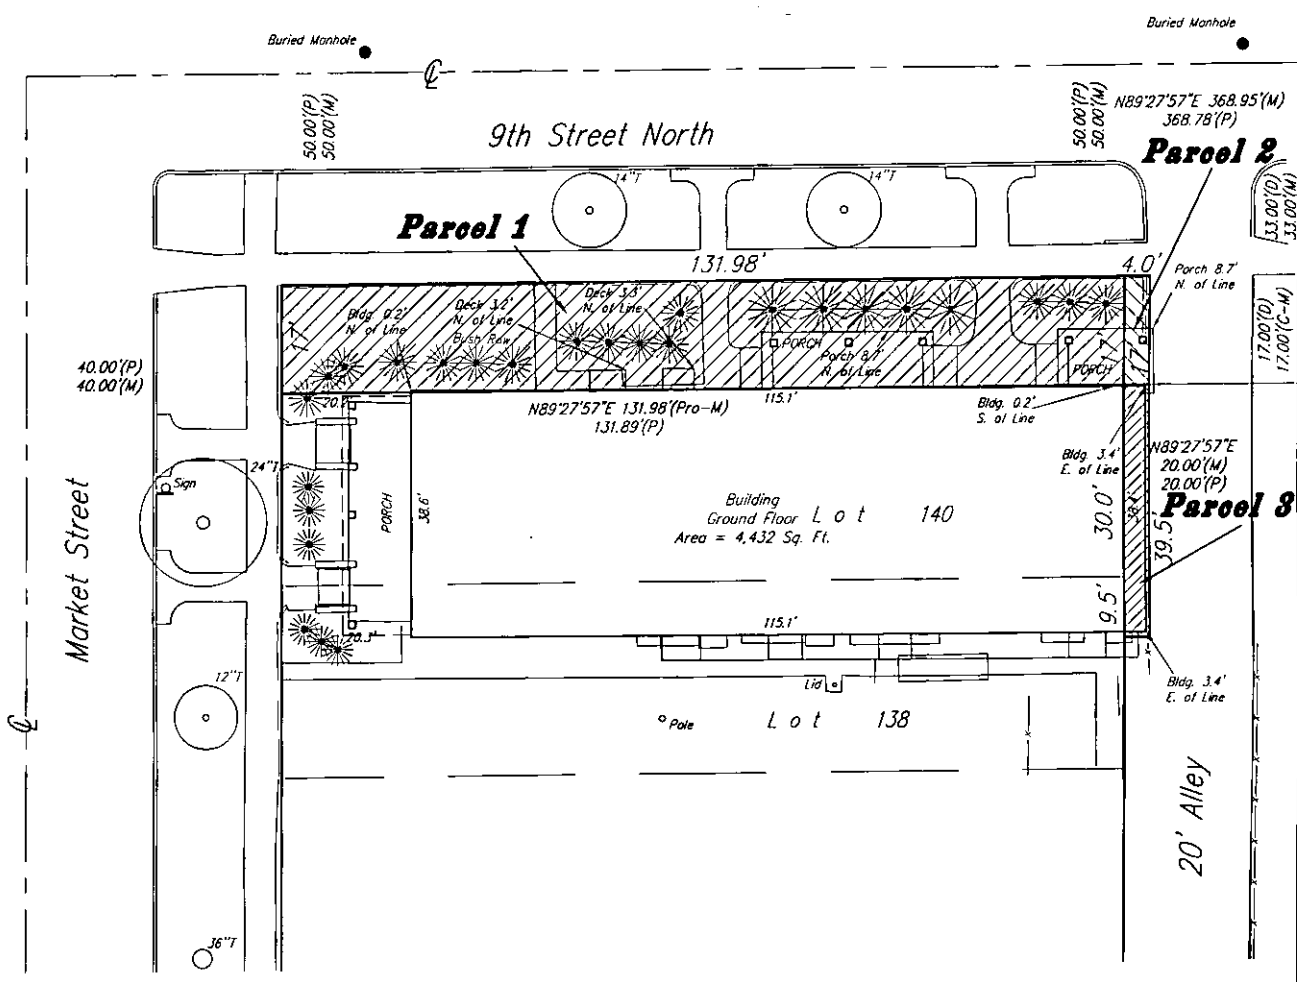 Buried Manhole
Buried Manhole
50.00'(P)
50.00'(M)
9th Street North
50.00'(P)
50.00'(M)
N89°27'57"E 368.95'(M)
368.78'(P)
Parcel 2
14"T
14"T
33.00'(D)
33.00'(M)
Parcel 1
131.98'
4.0'
Porch 8.7'
N. of Line
Bldg. 0.2'
N. of Line
Deck 3.2'
N. of Line
Bush Row
Deck 3.3'
N. of Line
17'
PORCH
Porch 8.7'
N. of Line
PORCH
17'
17'
17.00'(D)
17.00'(C-M)
40.00'(P)
40.00'(M)
20.2'
N89°27'57"E 131.98'(Pro-M)
131.89'(P)
115.1'
Bldg. 0.2'
S. of Line
Bldg. 3.4'
E. of Line
N89°27'57"E
20.00'(M)
20.00'(P)
24"T
Sign
PORCH
38.6'
Building
Ground Floor
Area = 4,432 Sq. Ft.
Lot 140
30.0'
Parcel 3
39.5'
9.5'
Market Street
20.3'
115.1'
Bldg. 3.4'
E. of Line
12"T
Lid
Pole
Lot 138
20' Alley
36"T